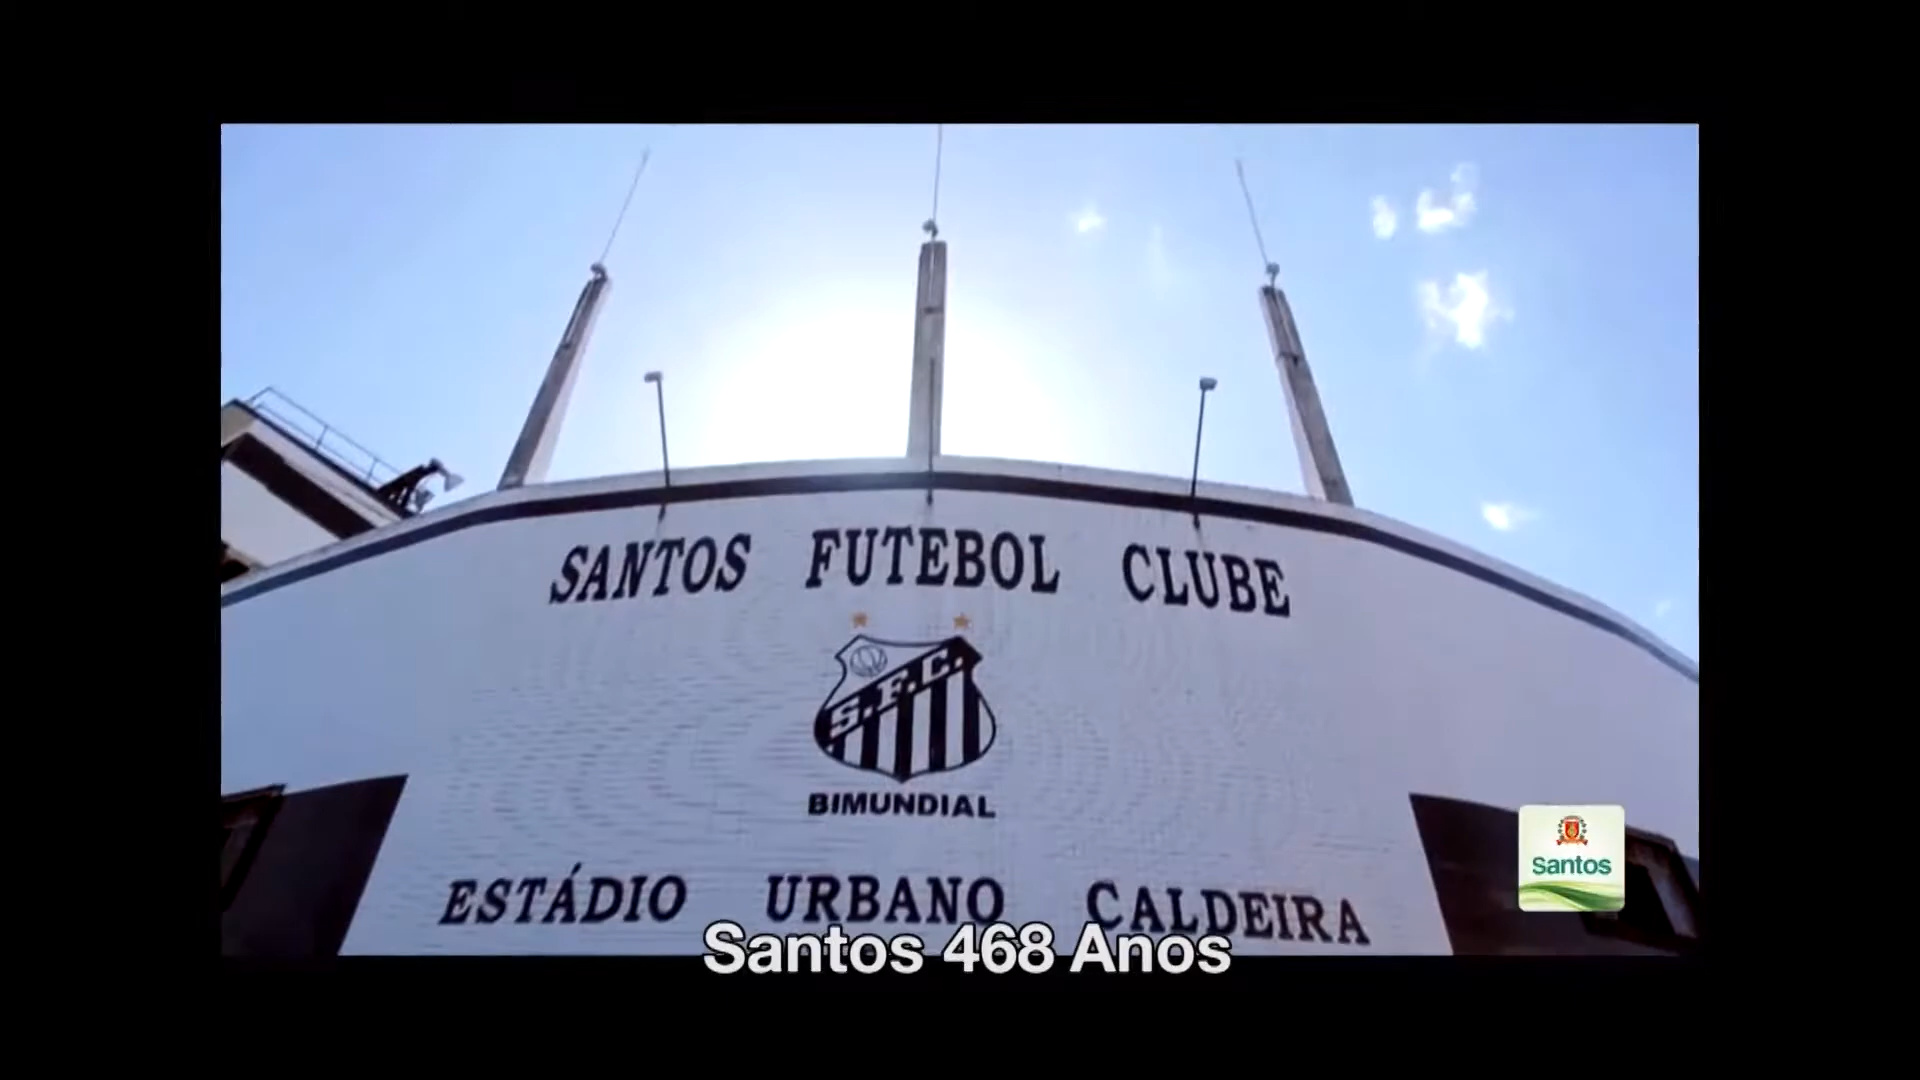 SANTOS FUTEBOL CLUBE
S.F.C.
BIMUNDIAL
ESTÁDIO URBANO CALDEIRA
Santos
Santos 468 Anos